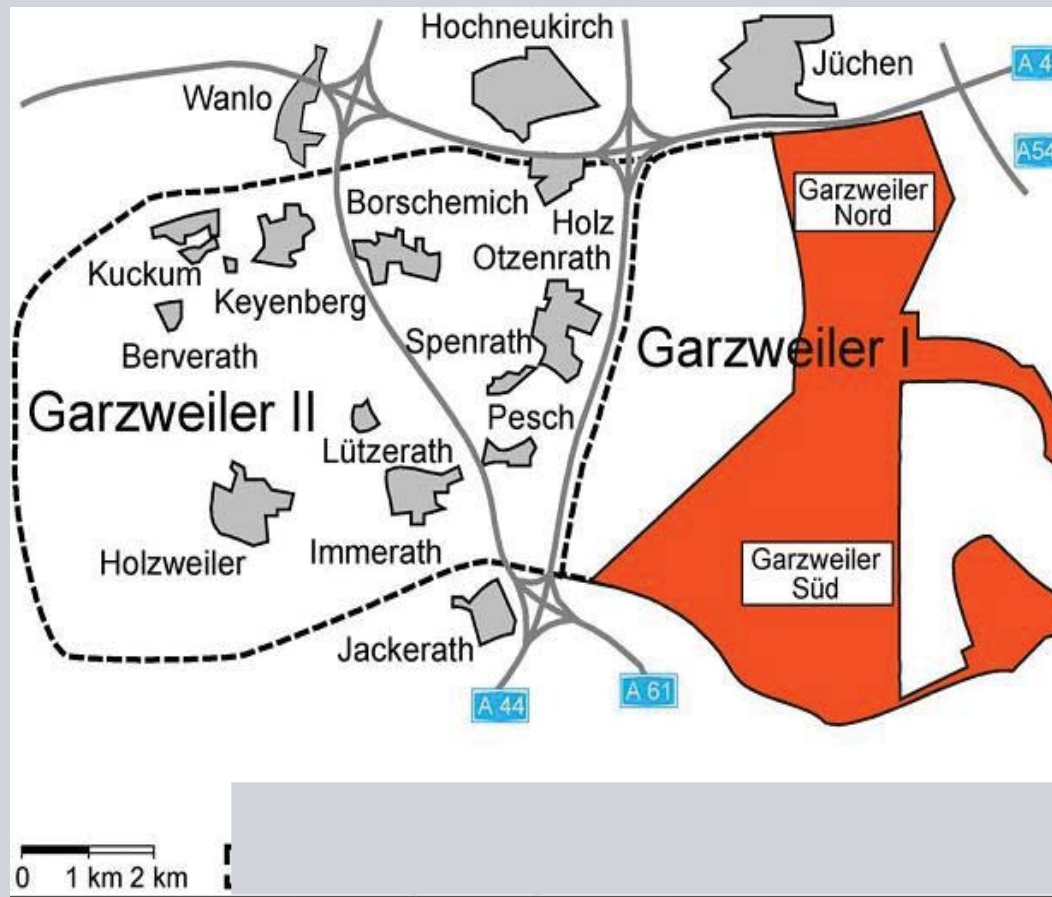 Hochneukirch
Jüchen
Wanlo
A 4
A54
Garzweiler
Nord
Borschemich
Holz
Otzenrath
Kuckum
Keyenberg
Berverath
Spenrath
Garzweiler I
Garzweiler II
Pesch
Lützerath
Holzweiler
Immerath
Garzweiler
Süd
Jackerath
A 44
A 61
0 1 km 2 km